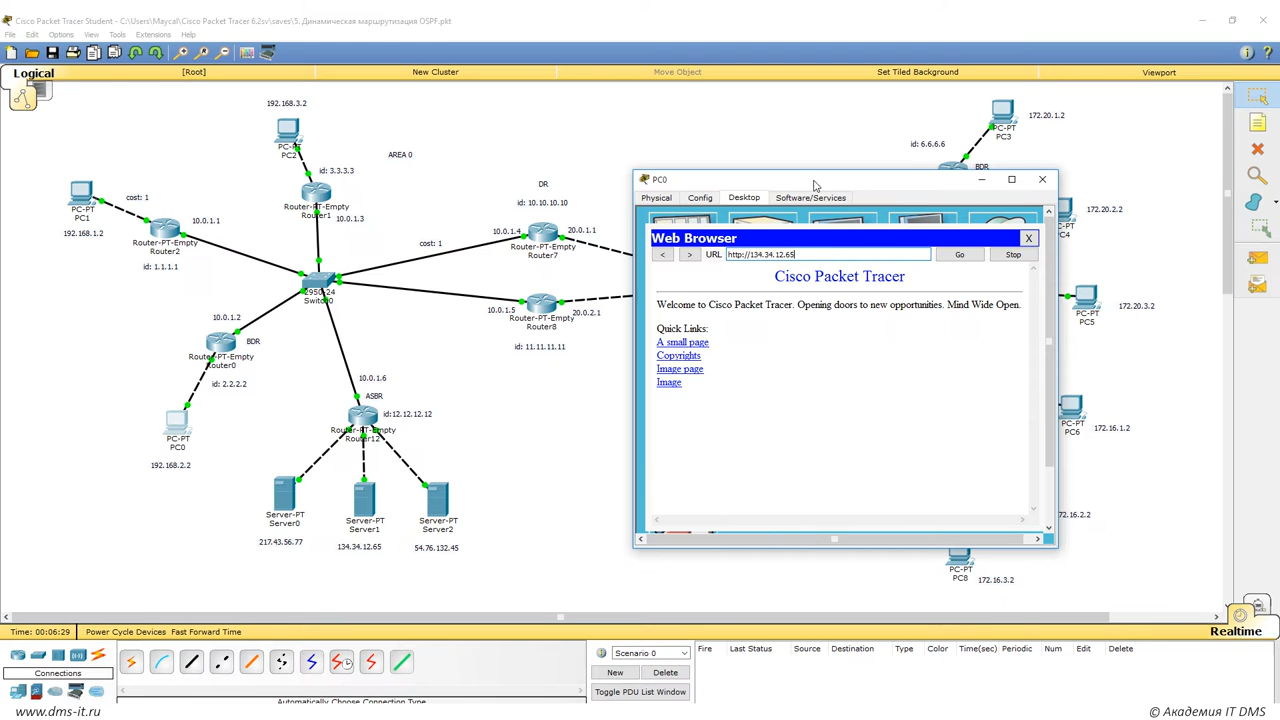 Cisco Packet Tracer Student - C:\Users\Maycal\Cisco Packet Tracer 6.2sv\saves\5. Динамическая маршрутизация OSPF.pkt
File Edit Options View Tools Extensions Help
Logical [Root] New Cluster Move Object Set Tiled Background Viewport
192.168.3.2
PC-PT
PC2
AREA 0
id: 3.3.3.3
cost: 1
PC-PT
PC1
192.168.1.2
Router-PT-Empty
Router1
10.0.1.3
10.0.1.1
Router-PT-Empty
Router2
id: 1.1.1.1
DR
id: 10.10.10.10
10.0.1.4
20.0.1.1
Router-PT-Empty
Router7
cost: 1
2950-24
Switch0
10.0.1.5
20.0.2.1
Router-PT-Empty
Router8
id: 11.11.11.11
10.0.1.2
BDR
Router-PT-Empty
Router0
id: 2.2.2.2
PC-PT
PC0
192.168.2.2
10.0.1.6
ASBR
id:12.12.12.12
Router-PT-Empty
Router12
Server-PT
Server0
217.43.56.77
Server-PT
Server1
134.34.12.65
Server-PT
Server2
54.76.132.45
172.20.1.2
PC-PT
PC3
id: 6.6.6.6
BDR
PC-PT
PC4
172.20.2.2
PC-PT
PC5
172.20.3.2
PC-PT
PC6
172.16.1.2
172.16.2.2
PC-PT
PC8
172.16.3.2
PC0
Physical Config Desktop Software/Services
Web Browser X
< > URL http://134.34.12.65 Go Stop
Cisco Packet Tracer
Welcome to Cisco Packet Tracer. Opening doors to new opportunities. Mind Wide Open.
Quick Links:
A small page
Copyrights
Image page
Image
Time: 00:06:29 Power Cycle Devices Fast Forward Time Realtime
Connections
Automatically Choose Connection Type
Scenario 0
New Delete
Toggle PDU List Window
Fire Last Status Source Destination Type Color Time(sec) Periodic Num Edit Delete
www.dms-it.ru
© Академия IT DMS